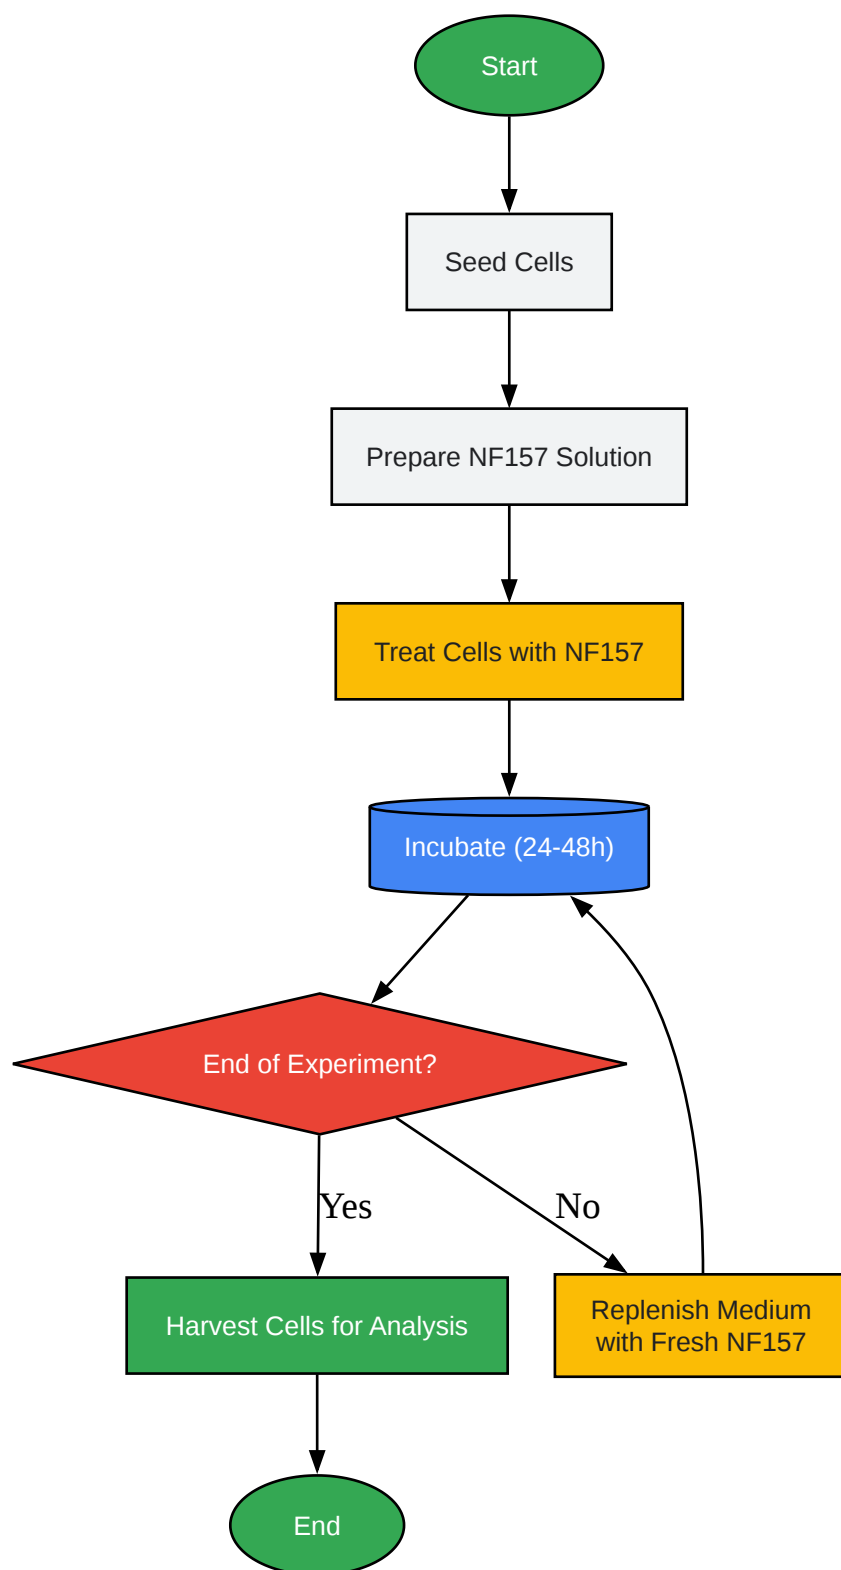 Start
Seed Cells
Prepare NF157 Solution
Treat Cells with NF157
Incubate (24-48h)
End of Experiment?
Yes
No
Harvest Cells for Analysis
Replenish Medium
with Fresh NF157
End